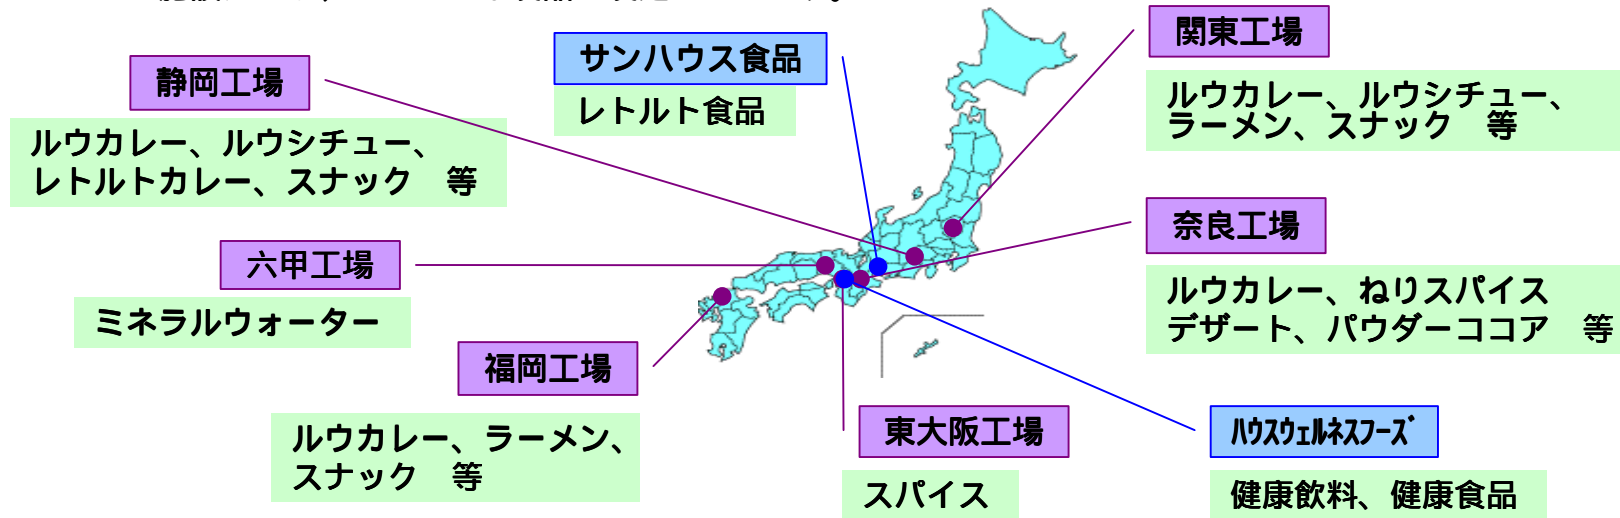 静岡工場
ルウカレー、ルウシチュー、
レトルトカレー、スナック　等
サンハウス食品
レトルト食品
関東工場
ルウカレー、ルウシチュー、
ラーメン、スナック　等
六甲工場
ミネラルウォーター
奈良工場
ルウカレー、ねりスパイス
デザート、パウダーココア　等
福岡工場
ルウカレー、ラーメン、
スナック　等
東大阪工場
スパイス
ﾊｳｽｳｪﾙﾈｽﾌｰｽﾞ
健康飲料、健康食品